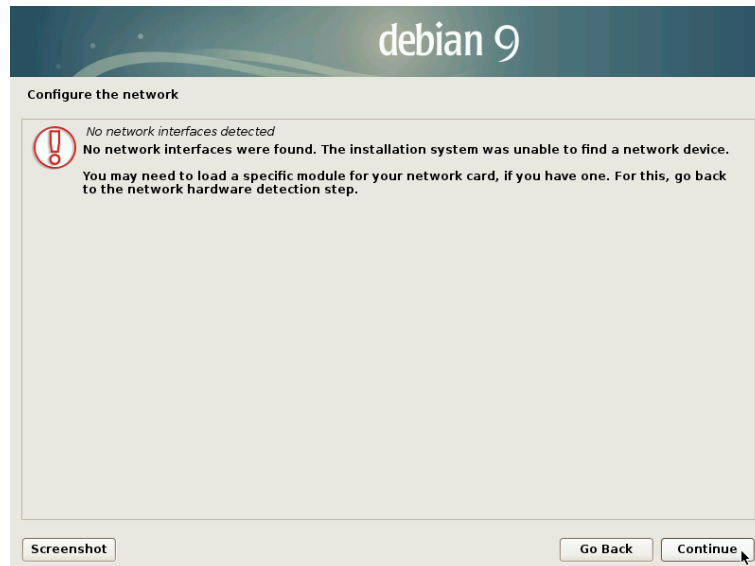 debian 9
Configure the network
No network interfaces detected
No network interfaces were found. The installation system was unable to find a network device.
You may need to load a specific module for your network card, if you have one. For this, go back
to the network hardware detection step.
Screenshot
Go Back
Continue